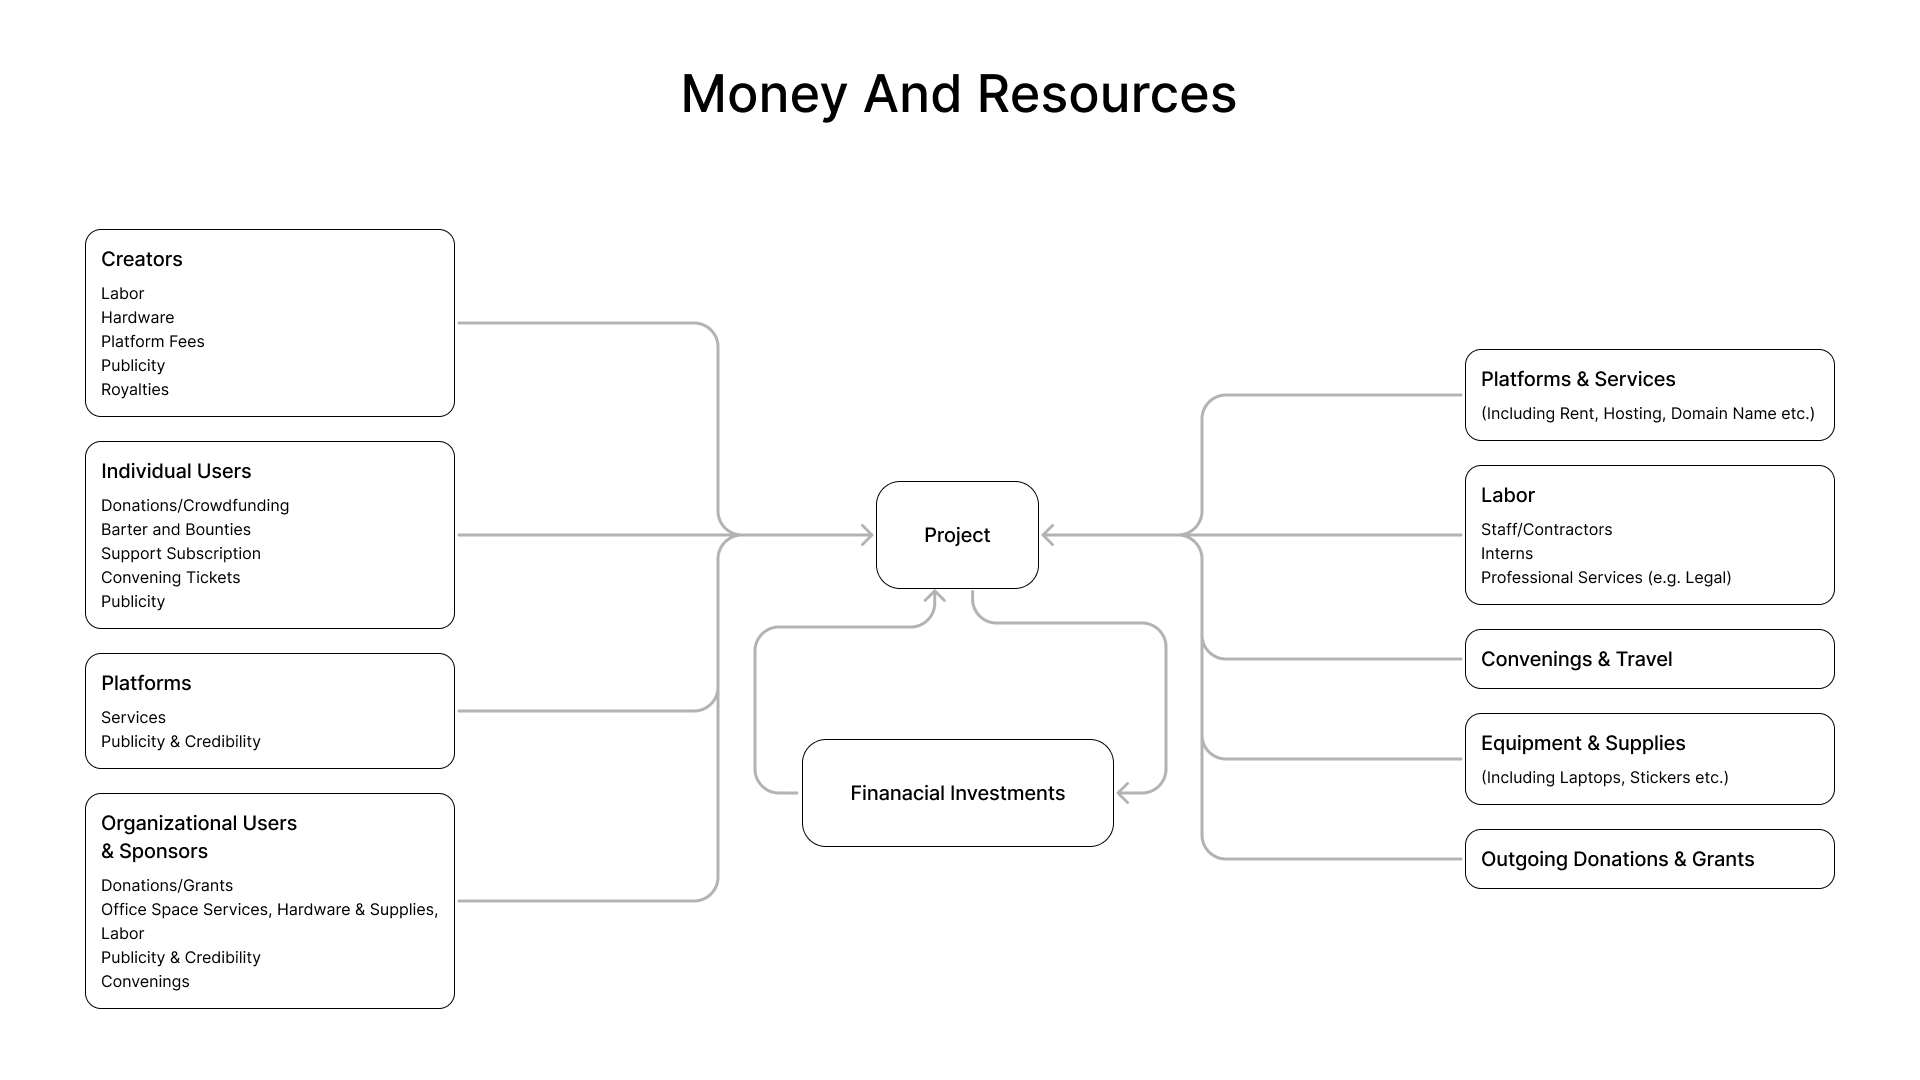 Money And Resources
Creators
Labor
Hardware
Platform Fees
Publicity
Royalties
Individual Users
Donations/Crowdfunding
Barter and Bounties
Support Subscription
Convening Tickets
Publicity
Platforms
Services
Publicity & Credibility
Organizational Users
& Sponsors
Donations/Grants
Office Space Services, Hardware & Supplies,
Labor
Publicity & Credibility
Convenings
Project
Finanacial Investments
Platforms & Services
(Including Rent, Hosting, Domain Name etc.)
Labor
Staff/Contractors
Interns
Professional Services (e.g. Legal)
Convenings & Travel
Equipment & Supplies
(Including Laptops, Stickers etc.)
Outgoing Donations & Grants